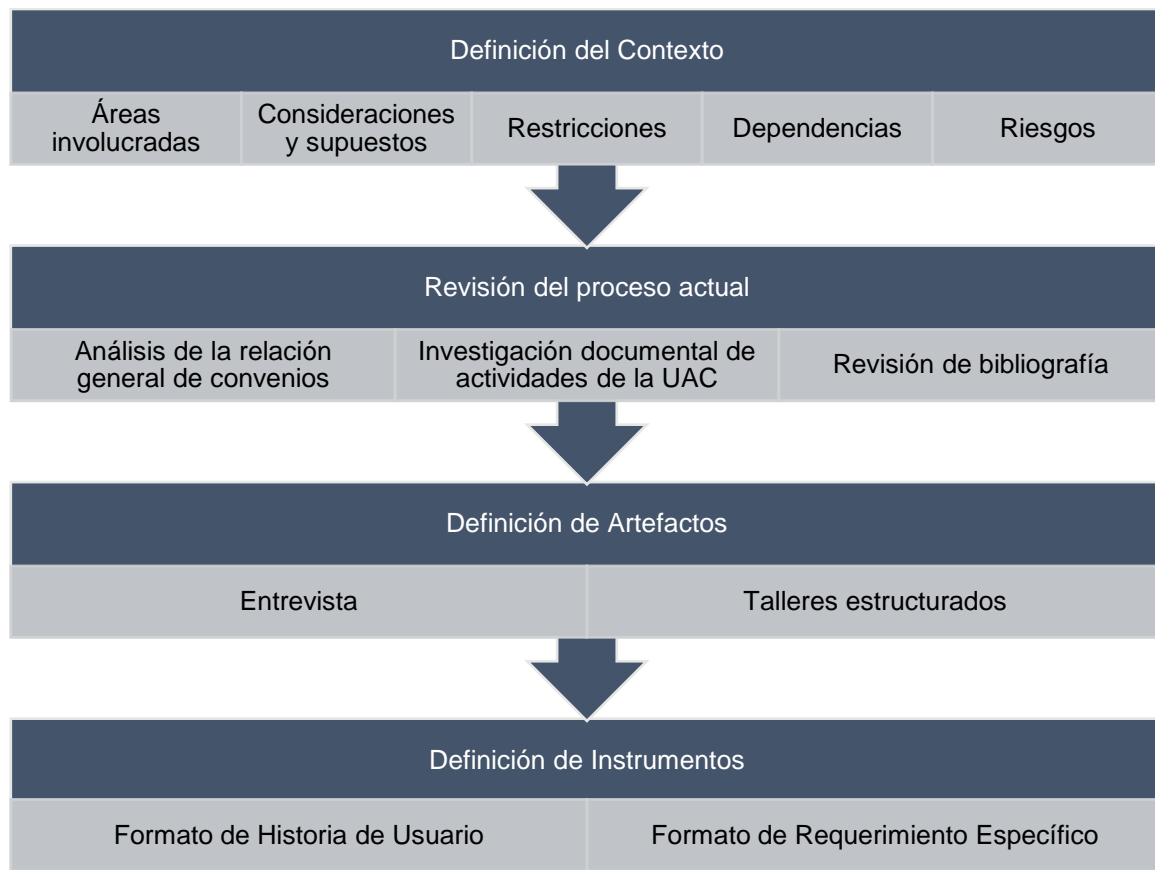 Definición del Contexto
Áreas
involucradas
Consideraciones
y supuestos
Restricciones
Dependencias
Riesgos
Revisión del proceso actual
Análisis de la relación
general de convenios
Investigación documental de
actividades de la UAC
Revisión de bibliografía
Definición de Artefactos
Entrevista
Talleres estructurados
Definición de Instrumentos
Formato de Historia de Usuario
Formato de Requerimiento Específico